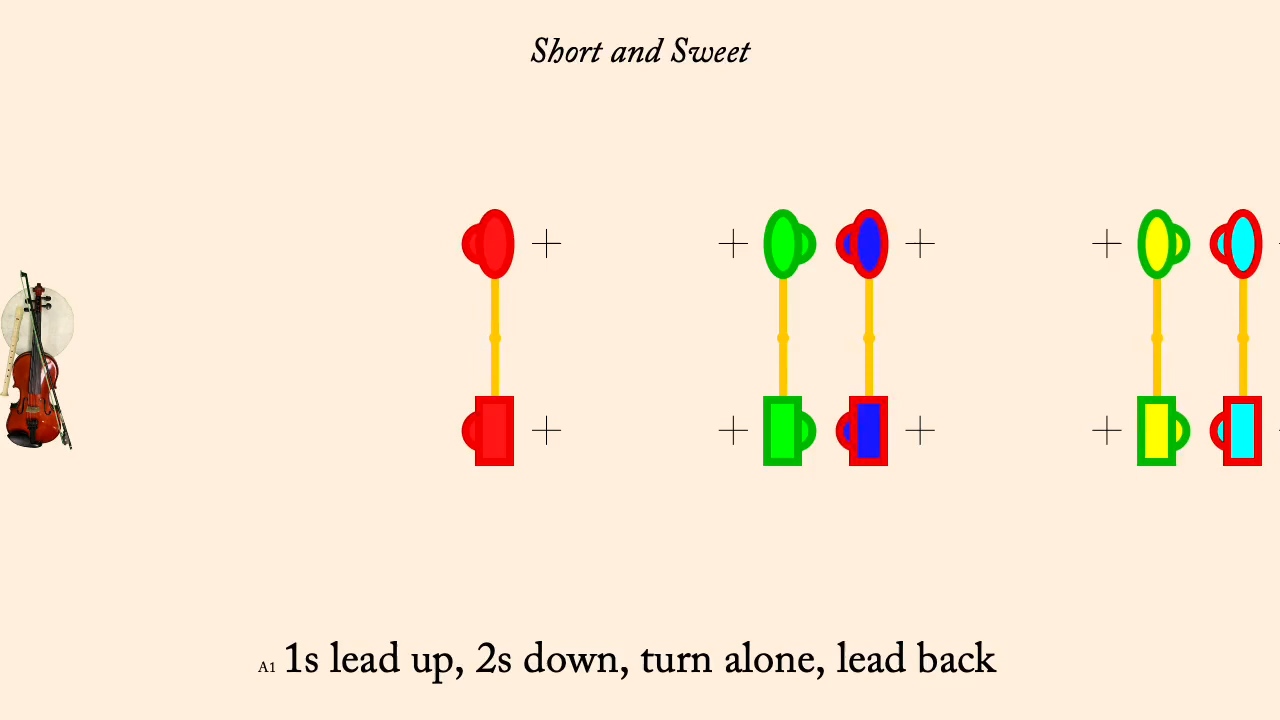 Short and Sweet
A1 1s lead up, 2s down, turn alone, lead back